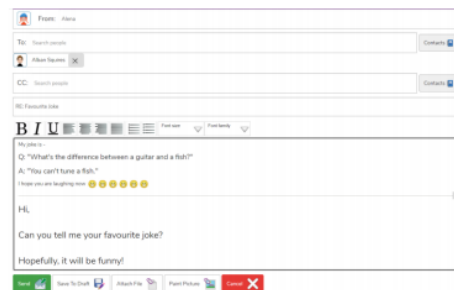 From: Alena
To: Search people
Contacts
Allium Squires X
CC: Search people
Contacts
RE: Favourite Joke
B I U Font size Font family
My joke is -
Q: "What's the difference between a guitar and a fish?"
A: "You can't tune a fish."
I hope you are laughing now
Hi,
Can you tell me your favourite joke?
Hopefully, it will be funny!
Send Save To Draft Attach File Paint Picture Cancel